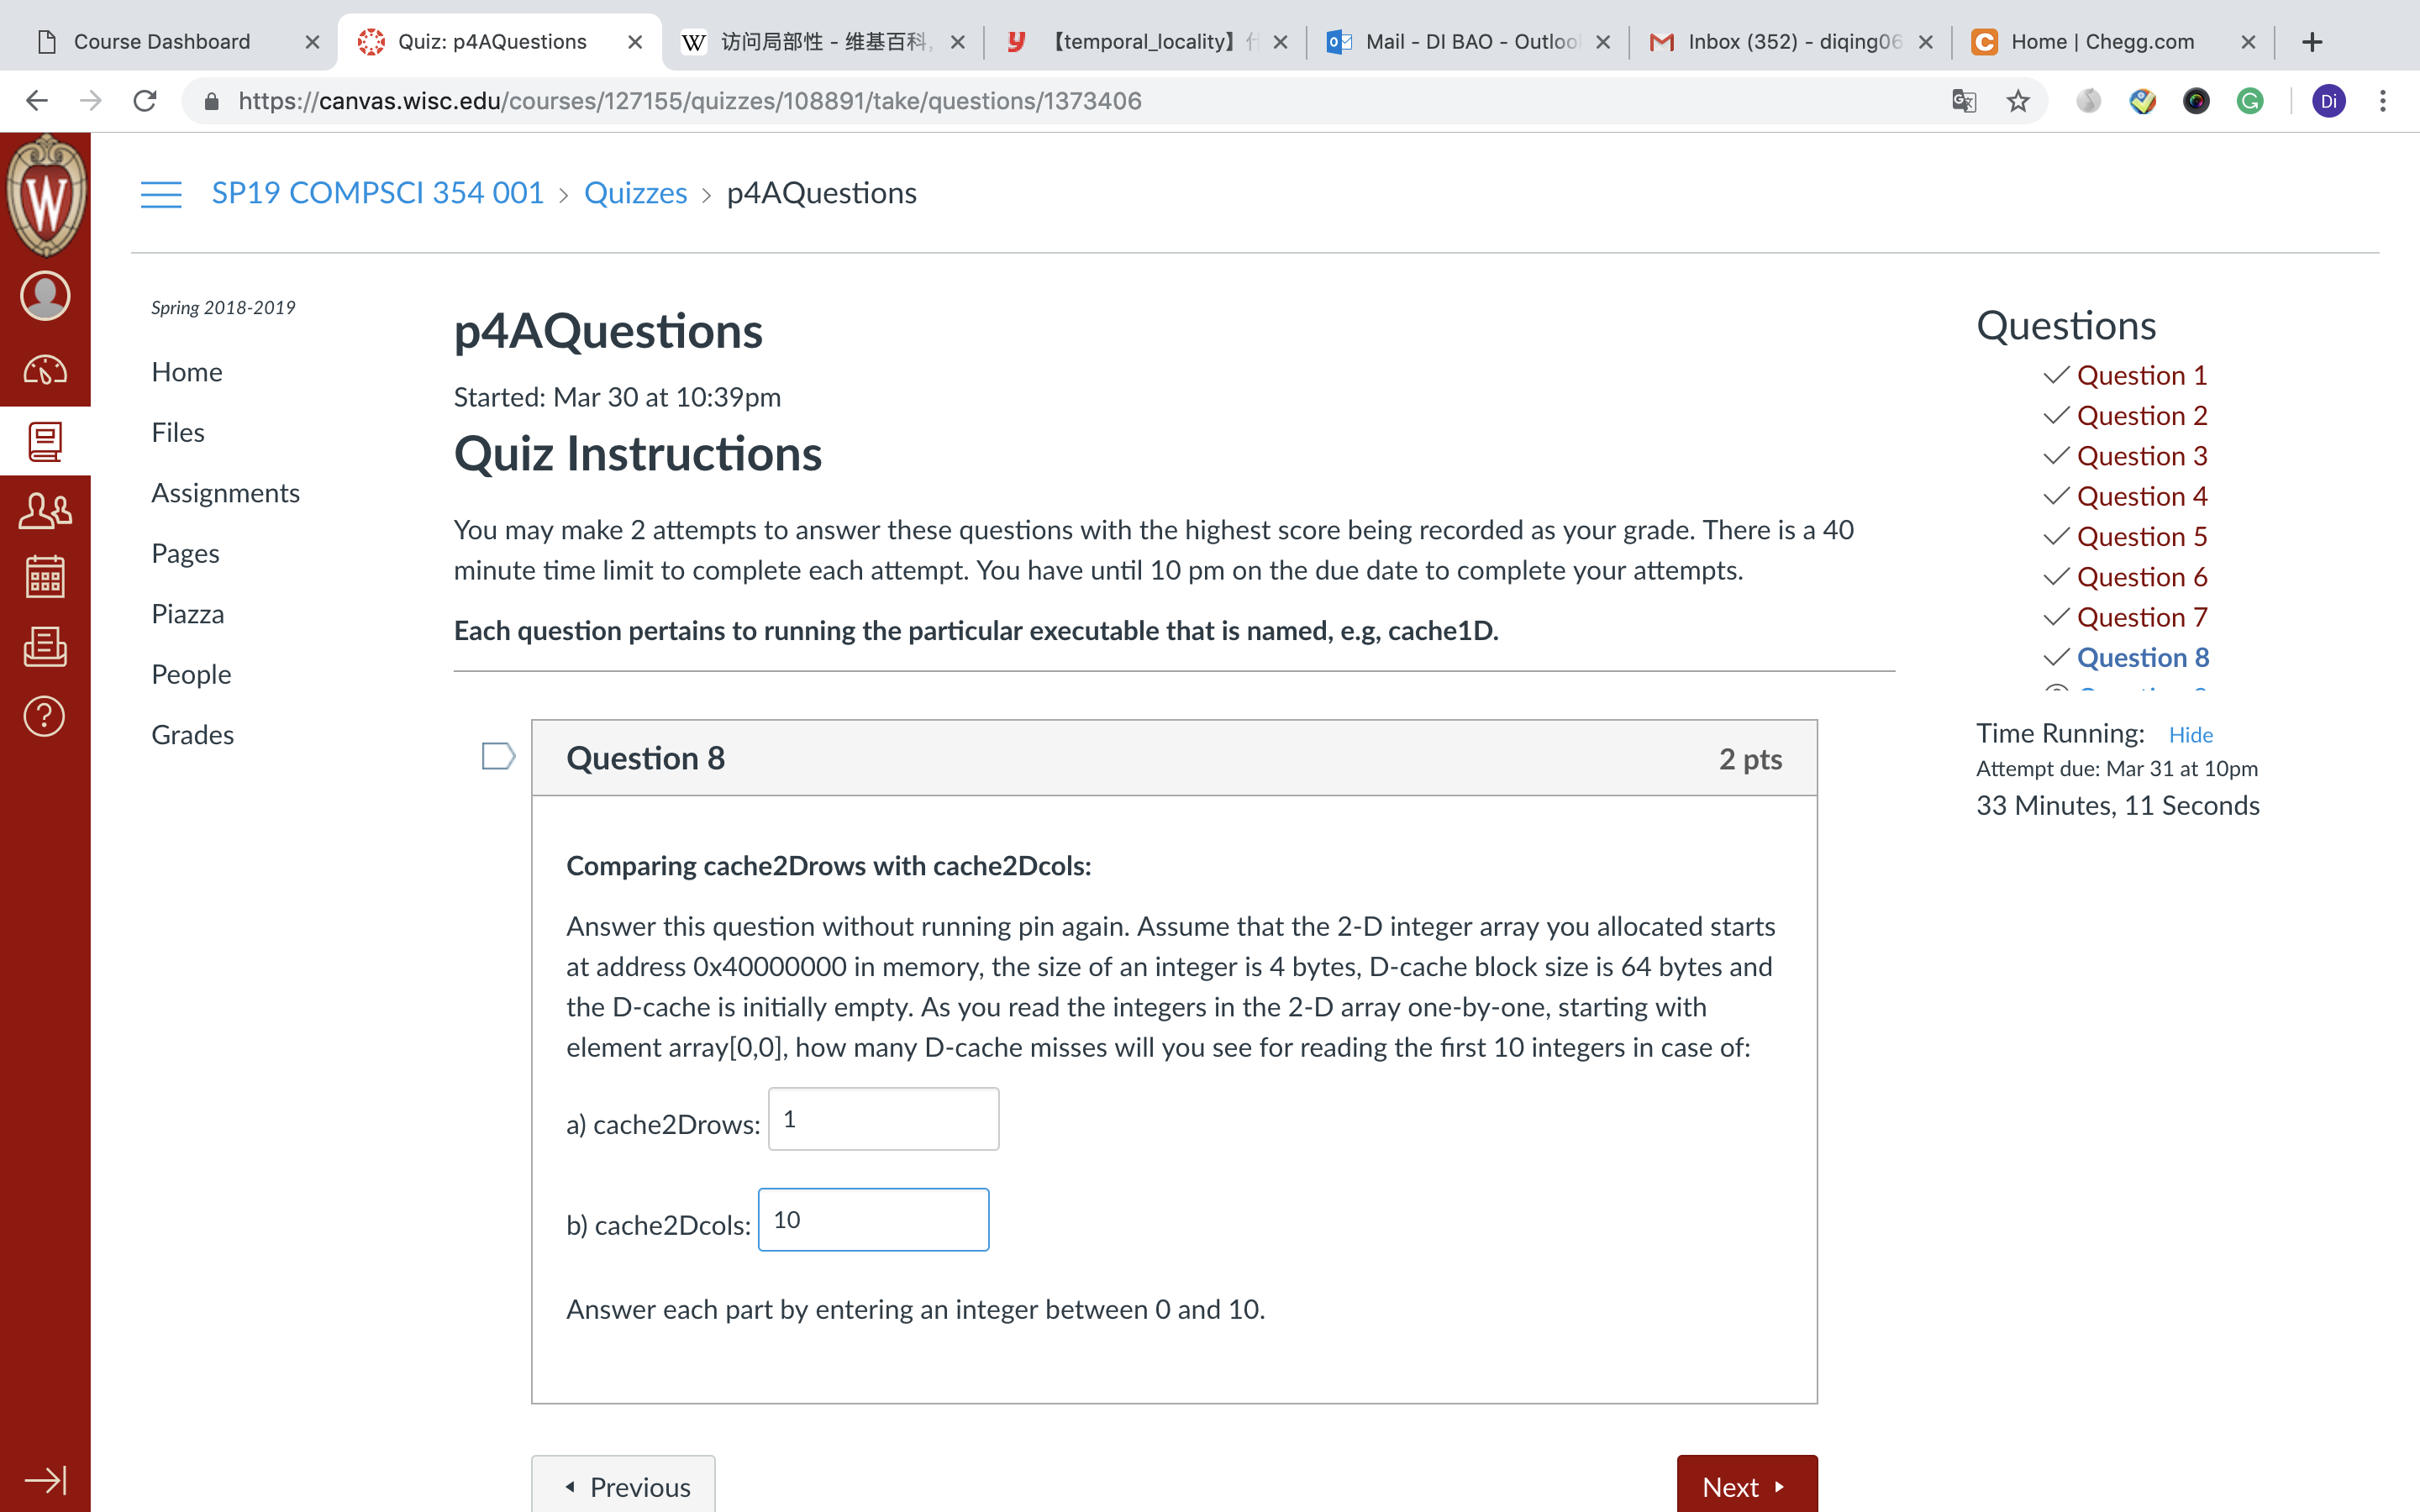 Course Dashboard
Quiz: p4AQuestions
W 访问局部性 - 维基百科,
【temporal_locality】
Mail - DI BAO - Outloo
Inbox (352) - diqing06
Home | Chegg.com
https://canvas.wisc.edu/courses/127155/quizzes/108891/take/questions/1373406
Di
W
SP19 COMPSCI 354 001 > Quizzes > p4AQuestions
Spring 2018-2019
Home
Files
Assignments
Pages
Piazza
People
Grades
p4AQuestions
Started: Mar 30 at 10:39pm
Quiz Instructions
You may make 2 attempts to answer these questions with the highest score being recorded as your grade. There is a 40
minute time limit to complete each attempt. You have until 10 pm on the due date to complete your attempts.
Each question pertains to running the particular executable that is named, e.g, cache1D.
Question 8
2 pts
Comparing cache2Drows with cache2Dcols:
Answer this question without running pin again. Assume that the 2-D integer array you allocated starts
at address 0x40000000 in memory, the size of an integer is 4 bytes, D-cache block size is 64 bytes and
the D-cache is initially empty. As you read the integers in the 2-D array one-by-one, starting with
element array[0,0], how many D-cache misses will you see for reading the first 10 integers in case of:
a) cache2Drows: 1
b) cache2Dcols: 10
Answer each part by entering an integer between 0 and 10.
Previous
Next
Questions
Question 1
Question 2
Question 3
Question 4
Question 5
Question 6
Question 7
Question 8
Time Running: Hide
Attempt due: Mar 31 at 10pm
33 Minutes, 11 Seconds